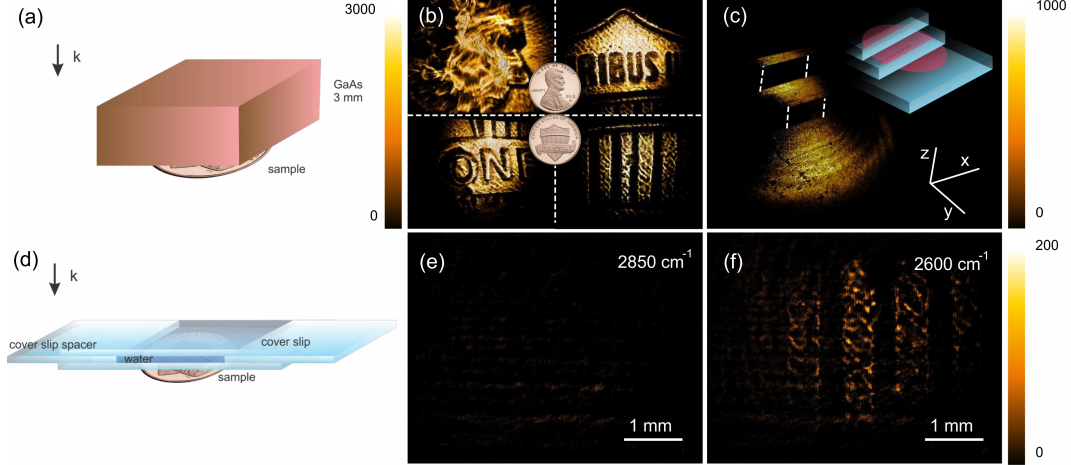 (a)
k
GaAs
3 mm
sample
3000
0
(b)
RIBUS
ONE
(c)
z
x
y
1000
0
(d)
k
cover slip spacer
cover slip
water
sample
(e)
2850 cm-1
1 mm
(f)
2600 cm-1
1 mm
200
0